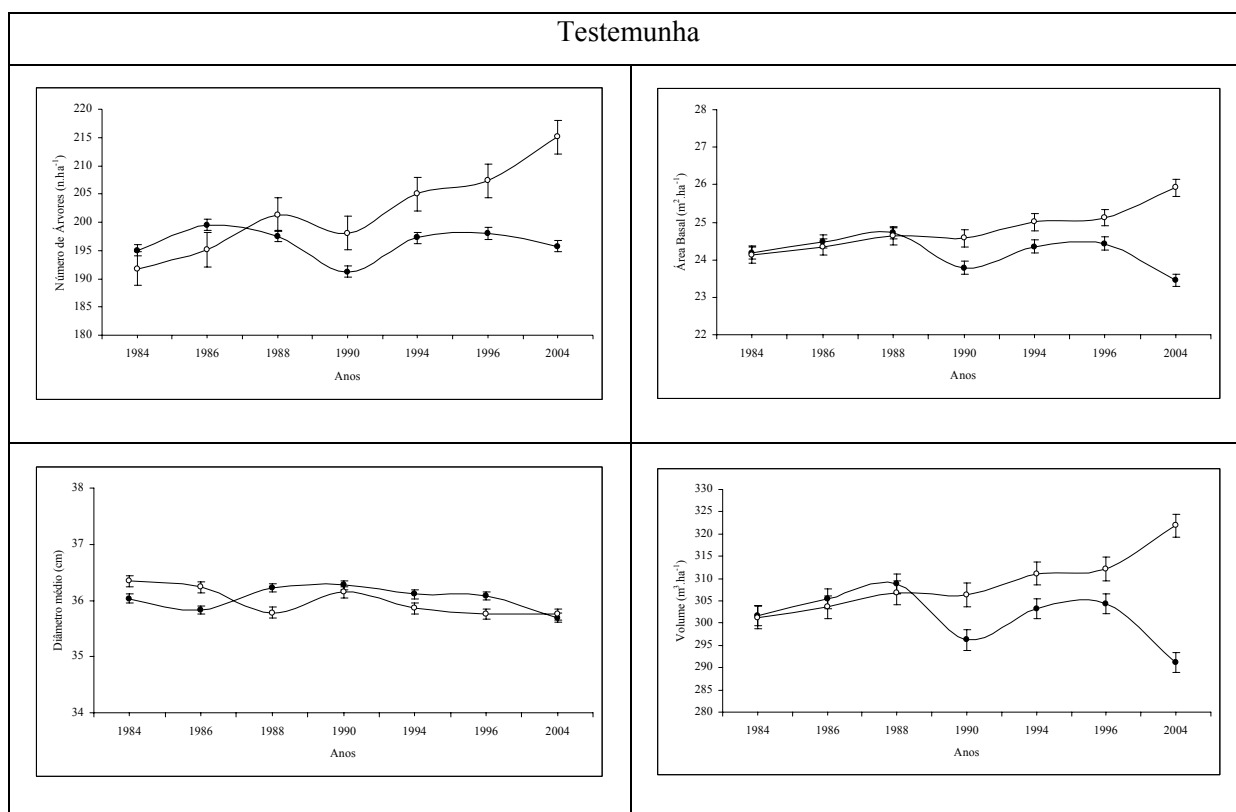 Testemunha
Número de Árvores (n.ha⁻¹)
220
215
210
205
200
195
190
185
180
1984 1986 1988 1990 1994 1996 2004
Anos
Área Basal (m².ha⁻¹)
28
27
26
25
24
23
22
1984 1986 1988 1990 1994 1996 2004
Anos
Diâmetro médio (cm)
38
37
36
35
34
1984 1986 1988 1990 1994 1996 2004
Anos
Volume (m³.ha⁻¹)
330
325
320
315
310
305
300
295
290
285
280
1984 1986 1988 1990 1994 1996 2004
Anos